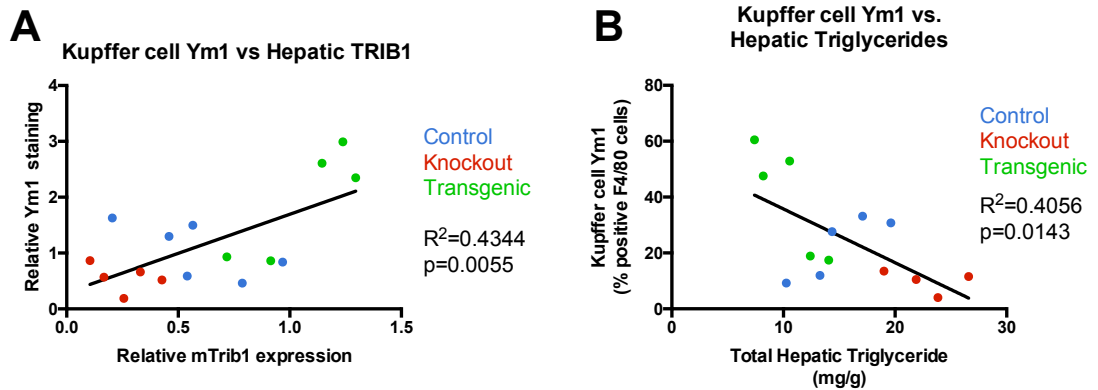 A
Kupffer cell Ym1 vs Hepatic TRIB1
Relative Ym1 staining
4
3
2
1
0
0.0
0.5
1.0
1.5
Relative mTrib1 expression
Control
Knockout
Transgenic
R²=0.4344
p=0.0055
B
Kupffer cell Ym1 vs.
Hepatic Triglycerides
Kupffer cell Ym1
(% positive F4/80 cells)
80
60
40
20
0
0
10
20
30
Total Hepatic Triglyceride
(mg/g)
Control
Knockout
Transgenic
R²=0.4056
p=0.0143